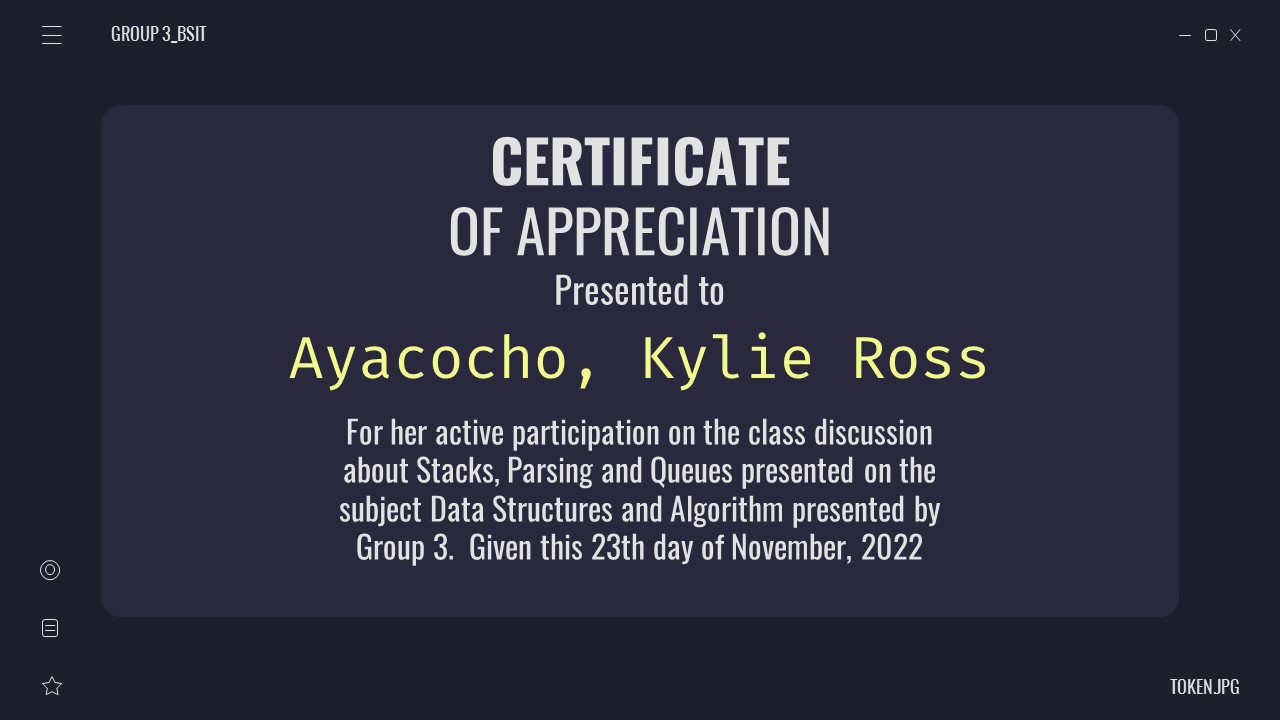 GROUP 3_BSIT
CERTIFICATE
OF APPRECIATION
Presented to
Ayacocho, Kylie Ross
For her active participation on the class discussion
about Stacks, Parsing and Queues presented on the
subject Data Structures and Algorithm presented by
Group 3.  Given this 23th day of November, 2022
TOKEN.JPG